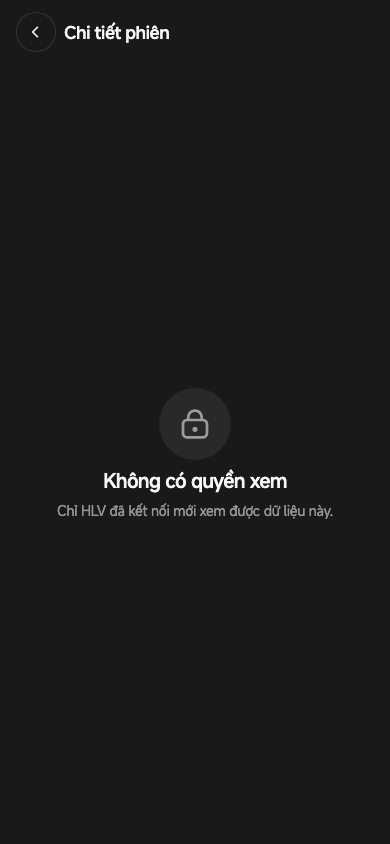 Chi tiết phiên
Không có quyền xem
Chỉ HLV đã kết nối mới xem được dữ liệu này.